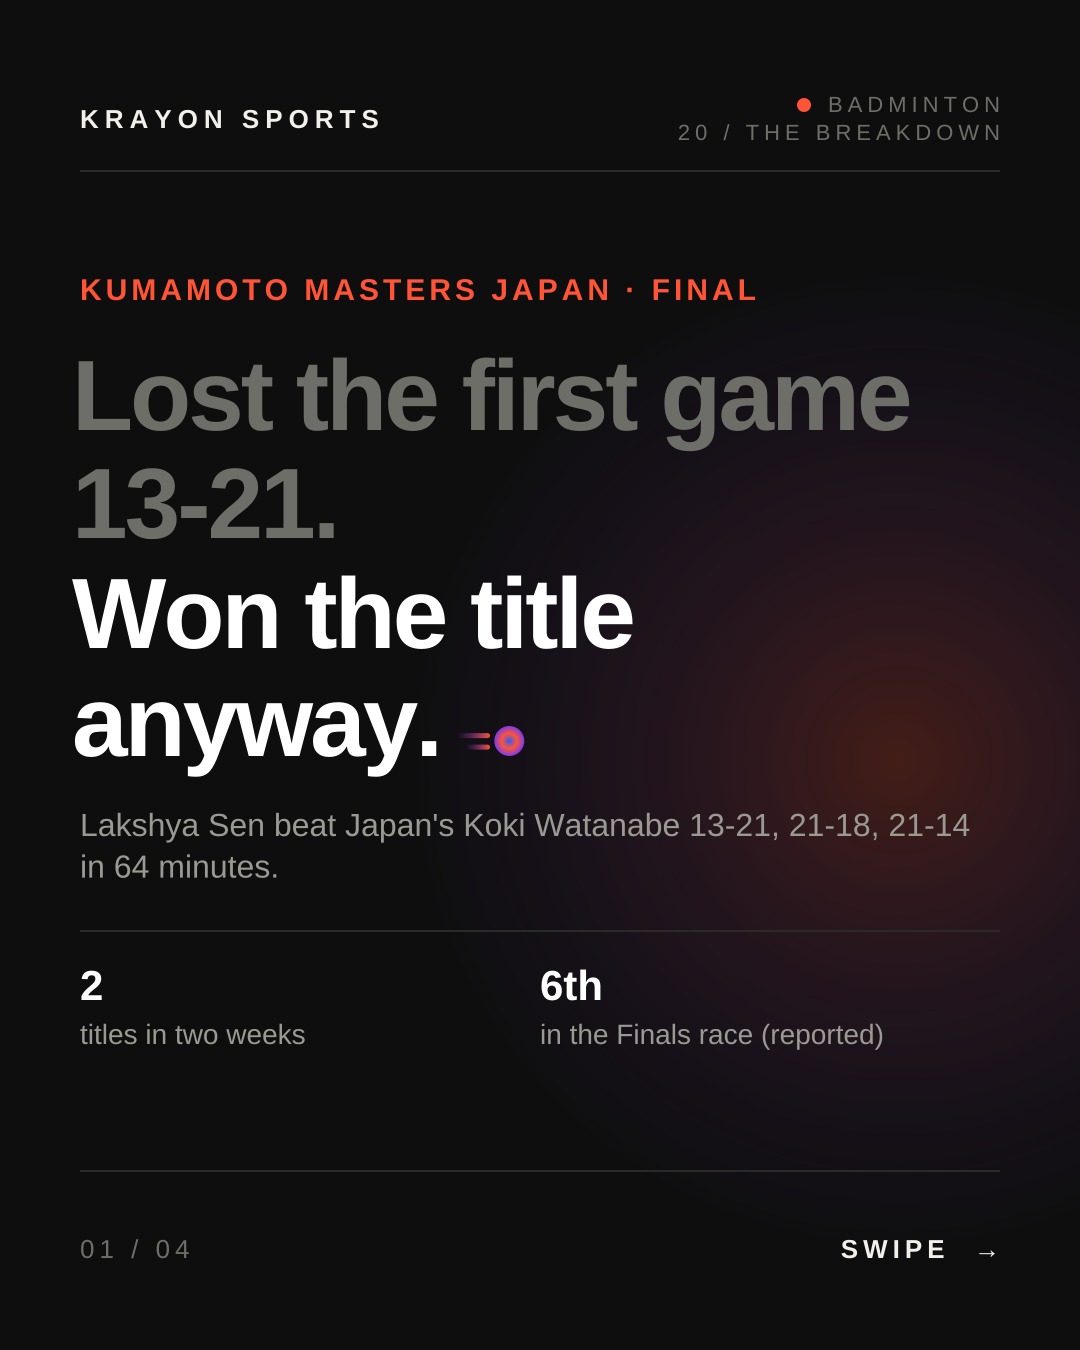 KRAYON SPORTS
BADMINTON
20 / THE BREAKDOWN
KUMAMOTO MASTERS JAPAN · FINAL
Lost the first game
13-21.
Won the title
anyway.
Lakshya Sen beat Japan's Koki Watanabe 13-21, 21-18, 21-14
in 64 minutes.
2
titles in two weeks
6th
in the Finals race (reported)
01 / 04
SWIPE →